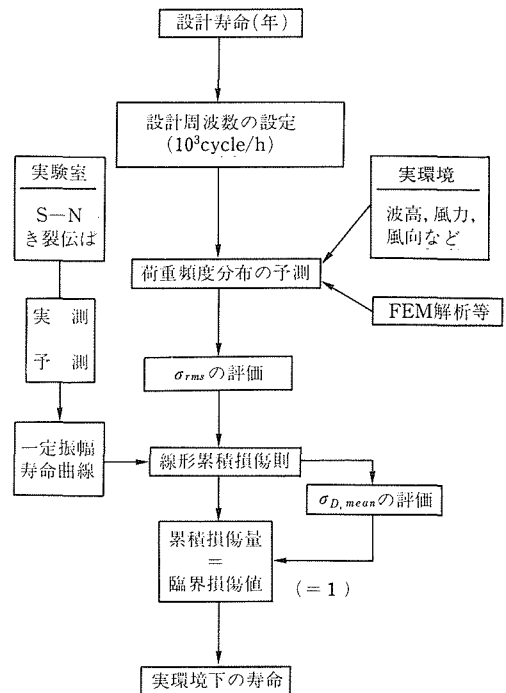 設計寿命(年)
設計周波数の設定
(10³cycle/h)
実験室
S－N
き裂伝ぱ
実環境
波高，風力，
風向など
荷重頻度分布の予測
FEM解析等
実　測
予　測
σrmsの評価
一定振幅
寿命曲線
線形累積損傷則
σD, meanの評価
累積損傷量
＝
臨界損傷値
(＝1)
実環境下の寿命